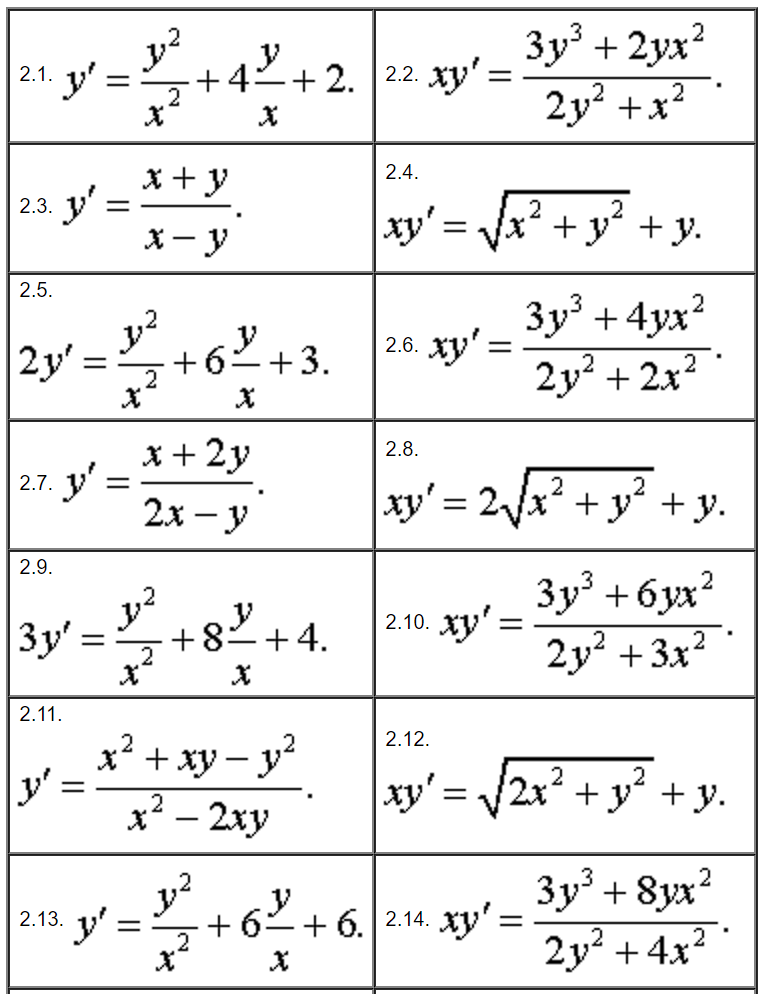 2.1. y′ = y²/x² + 4 y/x + 2.
2.2. xy′ = (3y³ + 2yx²)/(2y² + x²).
2.3. y′ = (x + y)/(x − y).
2.4.
xy′ = √(x² + y²) + y.
2.5.
2y′ = y²/x² + 6 y/x + 3.
2.6. xy′ = (3y³ + 4yx²)/(2y² + 2x²).
2.7. y′ = (x + 2y)/(2x − y).
2.8.
xy′ = 2√(x² + y²) + y.
2.9.
3y′ = y²/x² + 8 y/x + 4.
2.10. xy′ = (3y³ + 6yx²)/(2y² + 3x²).
2.11.
y′ = (x² + xy − y²)/(x² − 2xy).
2.12.
xy′ = √(2x² + y²) + y.
2.13. y′ = y²/x² + 6 y/x + 6.
2.14. xy′ = (3y³ + 8yx²)/(2y² + 4x²).